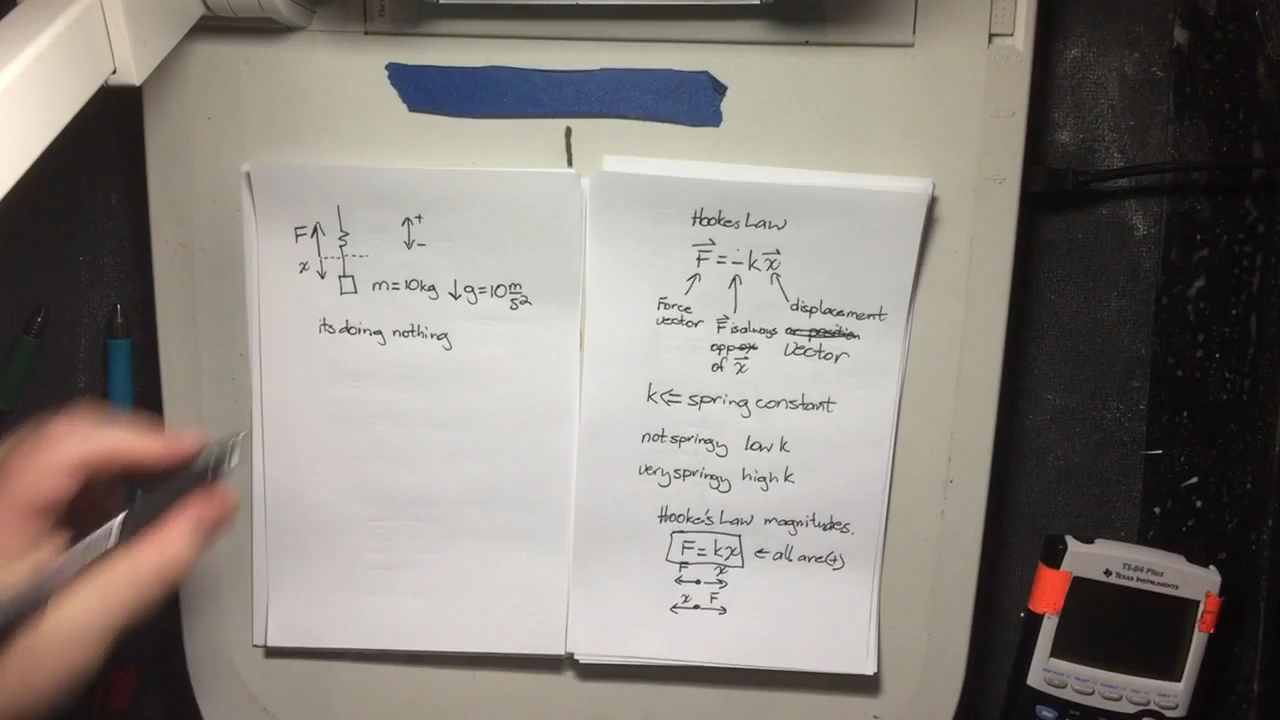 F
x
+
-
m=10kg ↓g=10 m/s²
its doing nothing
Hookes Law
F⃗ = -k x⃗
Force
vector
F⃗ is always
opp
of x⃗
displacement
or position
vector
k⇐ spring constant
not springy low k
very springy high k
Hooke's Law magnitudes.
F=kx ← all are (+)
F x
x F
TI-84 Plus
TEXAS INSTRUMENTS